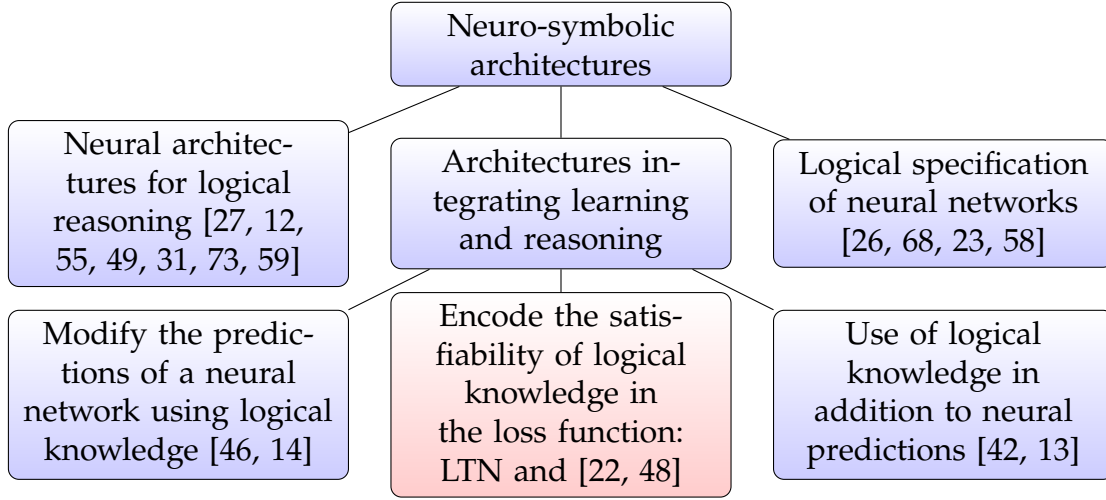 Neuro-symbolic
architectures
Neural architec-
tures for logical
reasoning [27, 12,
55, 49, 31, 73, 59]
Architectures in-
tegrating learning
and reasoning
Logical specification
of neural networks
[26, 68, 23, 58]
Modify the predic-
tions of a neural
network using logical
knowledge [46, 14]
Encode the satis-
fiability of logical
knowledge in
the loss function:
LTN and [22, 48]
Use of logical
knowledge in
addition to neural
predictions [42, 13]